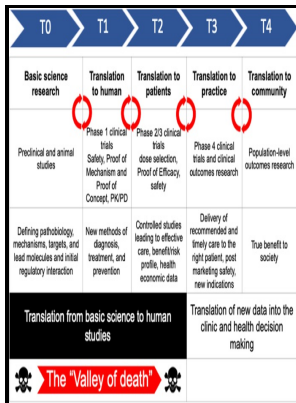 T0
T1
T2
T3
T4
Basic science
research
Translation
to human
Translation to
patients
Translation to
practice
Translation to
community
Preclinical and animal
studies
Phase 1 clinical
trials
Safety, Proof of
Mechanism and
Proof of
Concept, PK/PD
Phase 2/3 clinical
trials
dose selection,
Proof of Efficacy,
safety
Phase 4 clinical
trials and clinical
outcomes research
Population-level
outcomes research
Defining pathobiology,
mechanisms, targets, and
lead molecules and initial
regulatory interaction
New methods of
diagnosis,
treatment, and
prevention
Controlled studies
leading to effective
care, benefit/risk
profile, health
economic data
Delivery of
recommended and
timely care to the
right patient, post
marketing safety,
new indications
True benefit to
society
Translation from basic science to human
studies
Translation of new data into the
clinic and health decision
making
The "Valley of death"